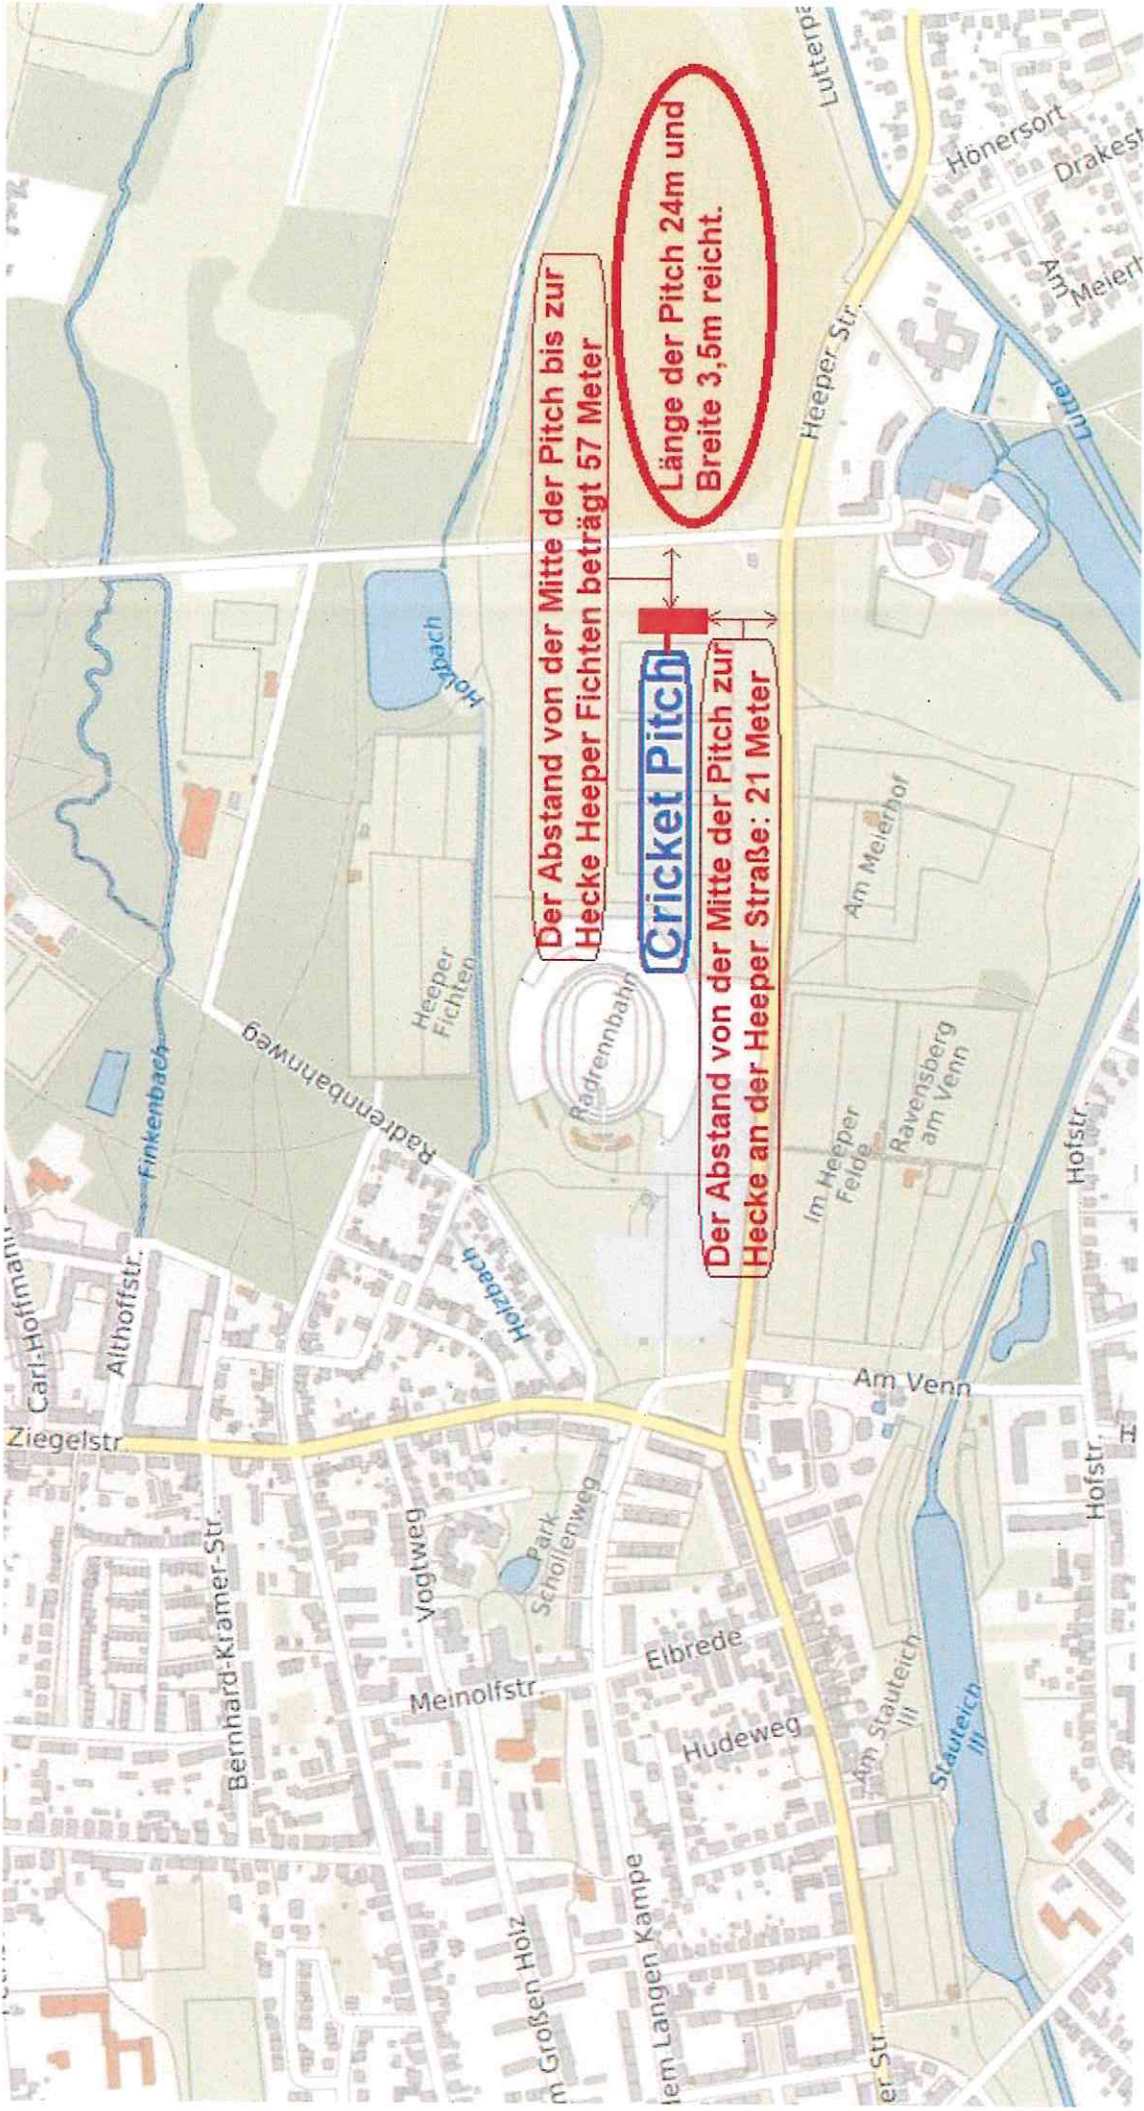 Ziegelstr.
Carl-Hoffmann
Althoffstr.
Finkenbach
Bernhard-Kramer-Str.
Radrennbahnweg
Vogtweg
Meinolfstr.
Heeper
Fichten
Holzbach
Holzbach
Holzbach
Park
Schollenweg
m Großen Holz
Der Abstand von der Mitte der Pitch bis zur
Hecke Heeper Fichten beträgt 57 Meter
Radrennbahn
Cricket Pitch
Länge der Pitch 24m und
Breite 3,5m reicht.
Der Abstand von der Mitte der Pitch zur
Hecke an der Heeper Straße: 21 Meter
em Langen Kampe
Elbrede
Hudeweg
Heeper Str.
Im Heeper
Felde
Am Meierhof
Ravensberg
am Venn
Am Venn
Am Stauteich
III
Stauteich
III
er Str.
Hönersort
Drakest
Am
Meierh
Lutter
Hofstr.
Hofstr.
H